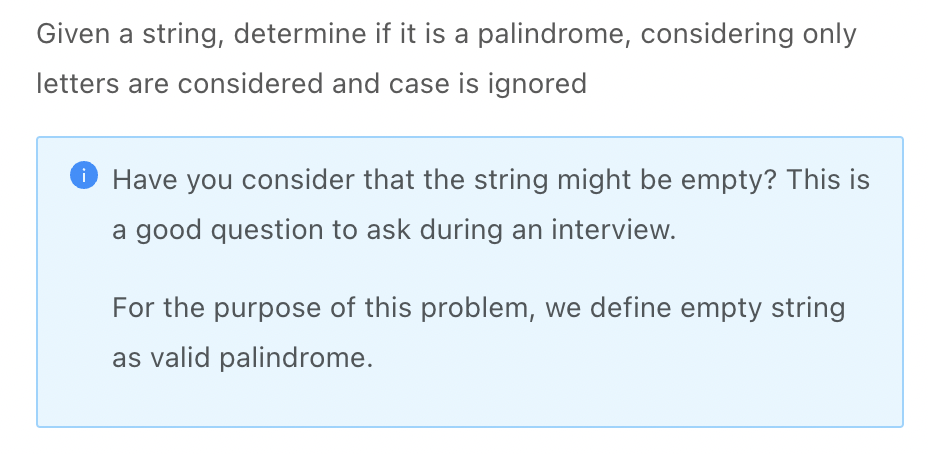 Given a string, determine if it is a palindrome, considering only
letters are considered and case is ignored
i
Have you consider that the string might be empty? This is
a good question to ask during an interview.
For the purpose of this problem, we define empty string
as valid palindrome.